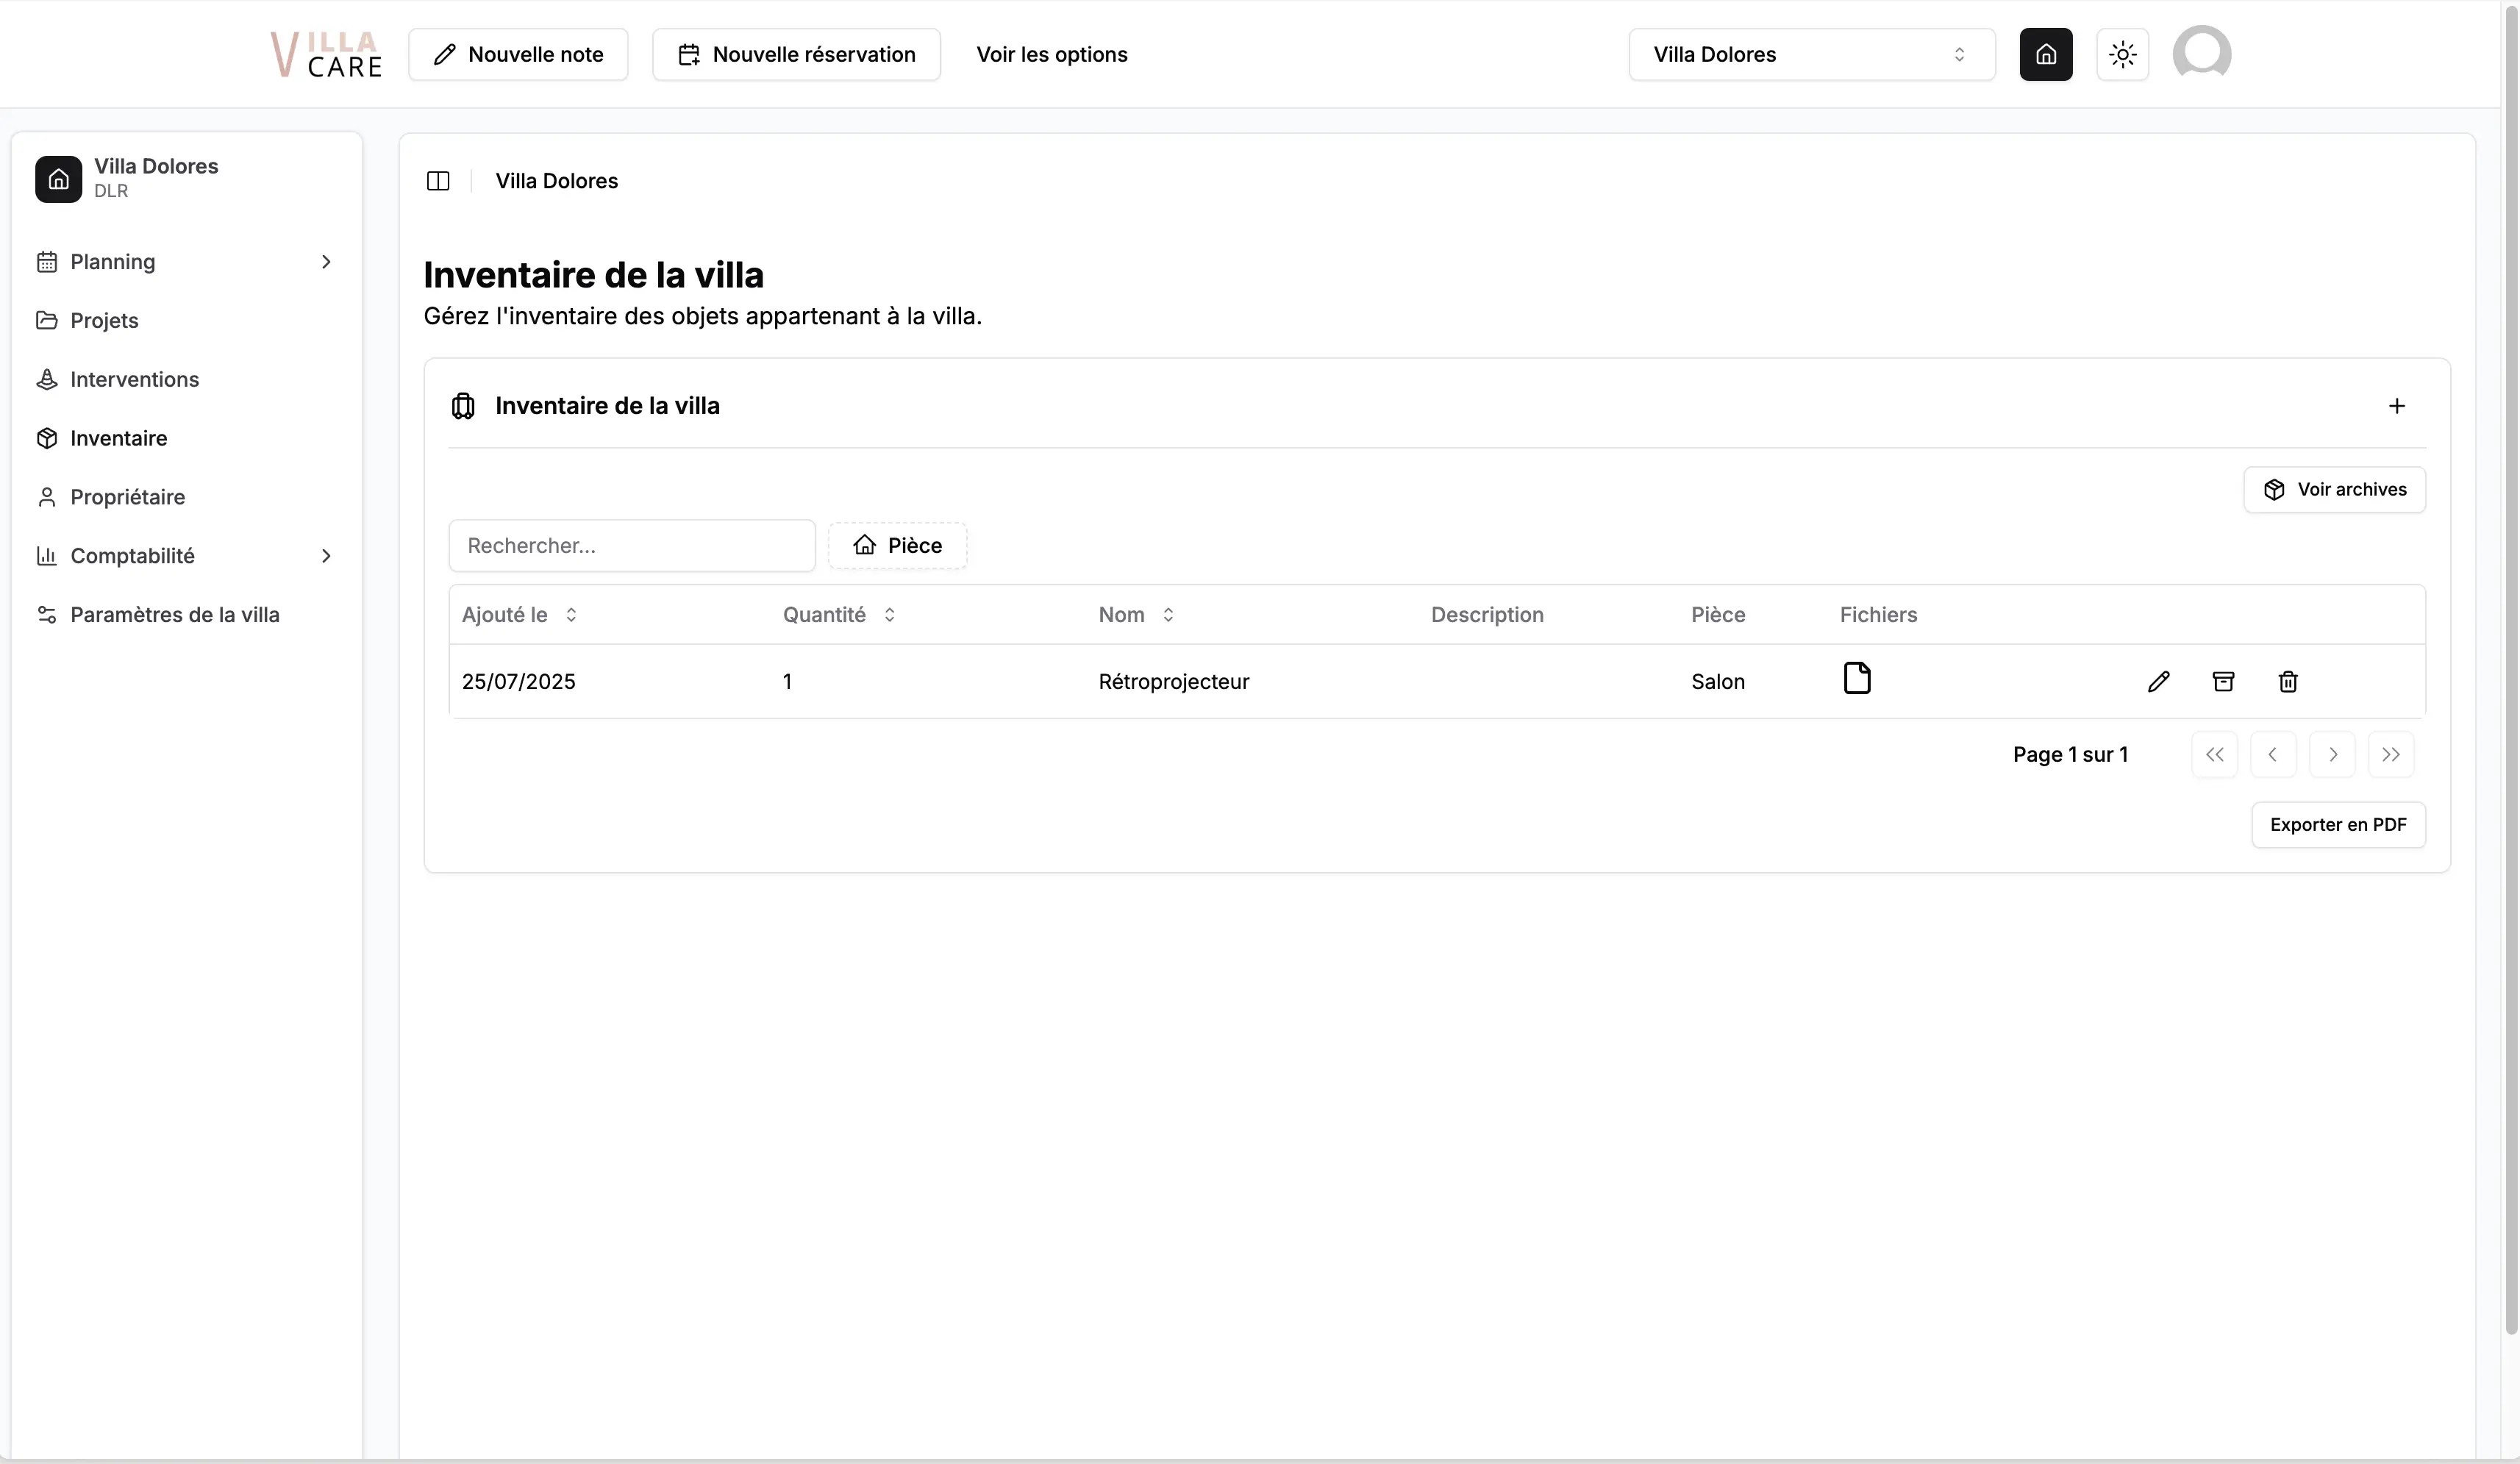 VILLA CARE
Nouvelle note
Nouvelle réservation
Voir les options
Villa Dolores
Villa Dolores
DLR
Planning
Projets
Interventions
Inventaire
Propriétaire
Comptabilité
Paramètres de la villa
Villa Dolores
Inventaire de la villa
Gérez l'inventaire des objets appartenant à la villa.
Inventaire de la villa
Voir archives
Rechercher...
Pièce
Ajouté le Quantité Nom Description Pièce Fichiers
25/07/2025 1 Rétroprojecteur Salon
Page 1 sur 1
Exporter en PDF